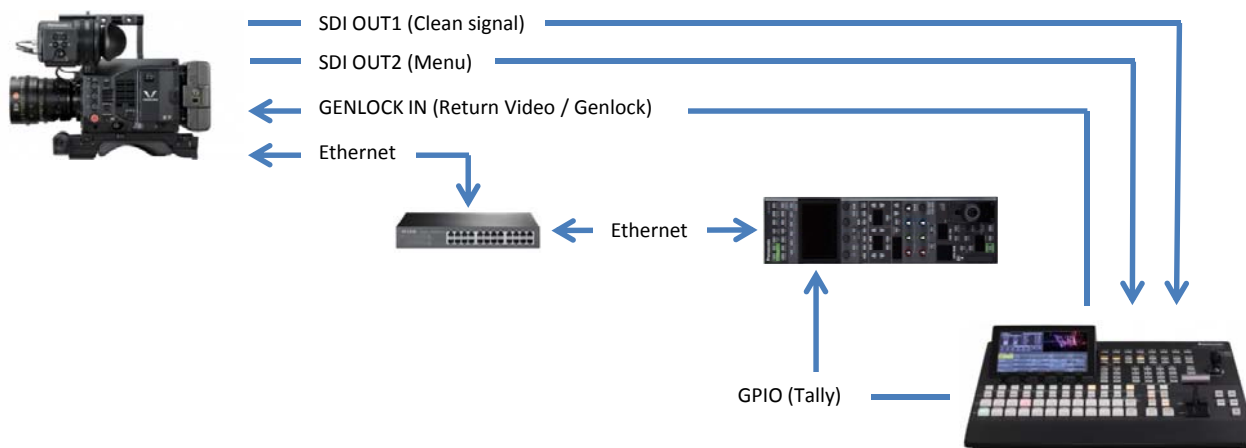 SDI OUT1 (Clean signal)
SDI OUT2 (Menu)
GENLOCK IN (Return Video / Genlock)
Ethernet
Ethernet
GPIO (Tally)